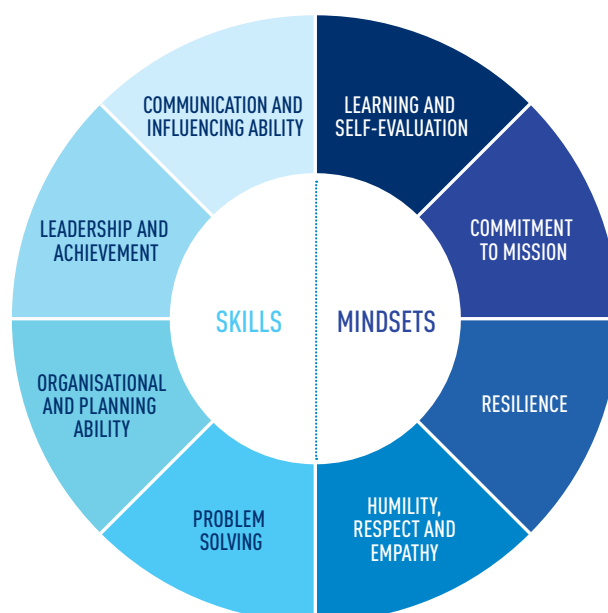 COMMUNICATION AND
INFLUENCING ABILITY
LEARNING AND
SELF-EVALUATION
LEADERSHIP AND
ACHIEVEMENT
COMMITMENT
TO MISSION
SKILLS
MINDSETS
ORGANISATIONAL
AND PLANNING
ABILITY
RESILIENCE
PROBLEM
SOLVING
HUMILITY,
RESPECT AND
EMPATHY